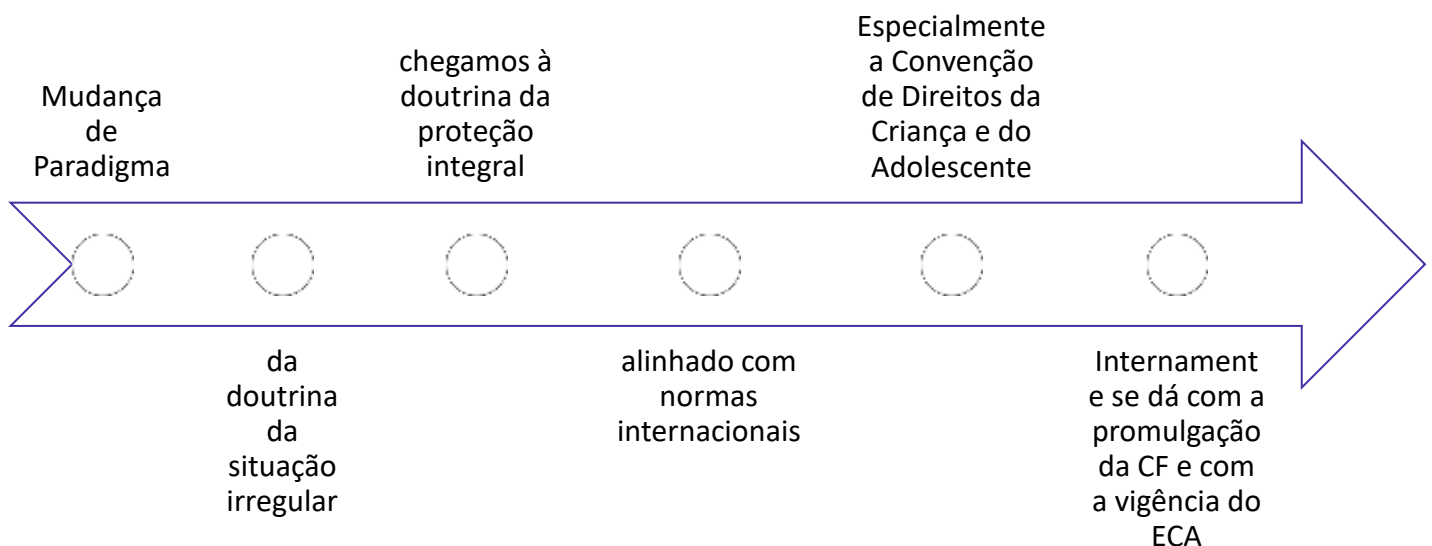 Mudança
de
Paradigma
da
doutrina
da
situação
irregular
chegamos à
doutrina da
proteção
integral
alinhado com
normas
internacionais
Especialmente
a Convenção
de Direitos da
Criança e do
Adolescente
Internament
e se dá com a
promulgação
da CF e com
a vigência do
ECA